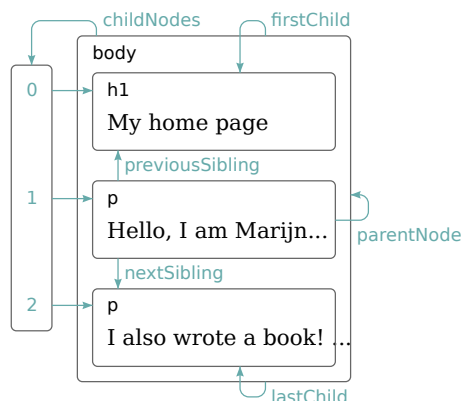 childNodes
firstChild
body
0
h1
My home page
previousSibling
1
p
Hello, I am Marijn...
parentNode
nextSibling
2
p
I also wrote a book! ...
lastChild